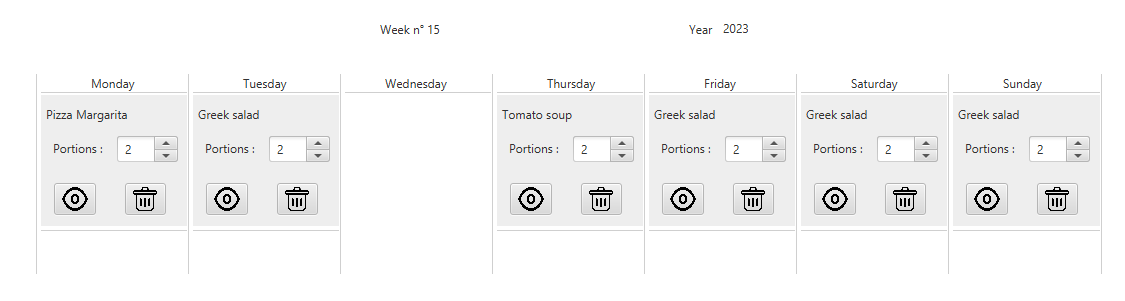 Week n° 15 Year 2023
Monday Tuesday Wednesday Thursday Friday Saturday Sunday
Pizza Margarita Greek salad Tomato soup Greek salad Greek salad Greek salad
Portions : 2 Portions : 2 Portions : 2 Portions : 2 Portions : 2 Portions : 2